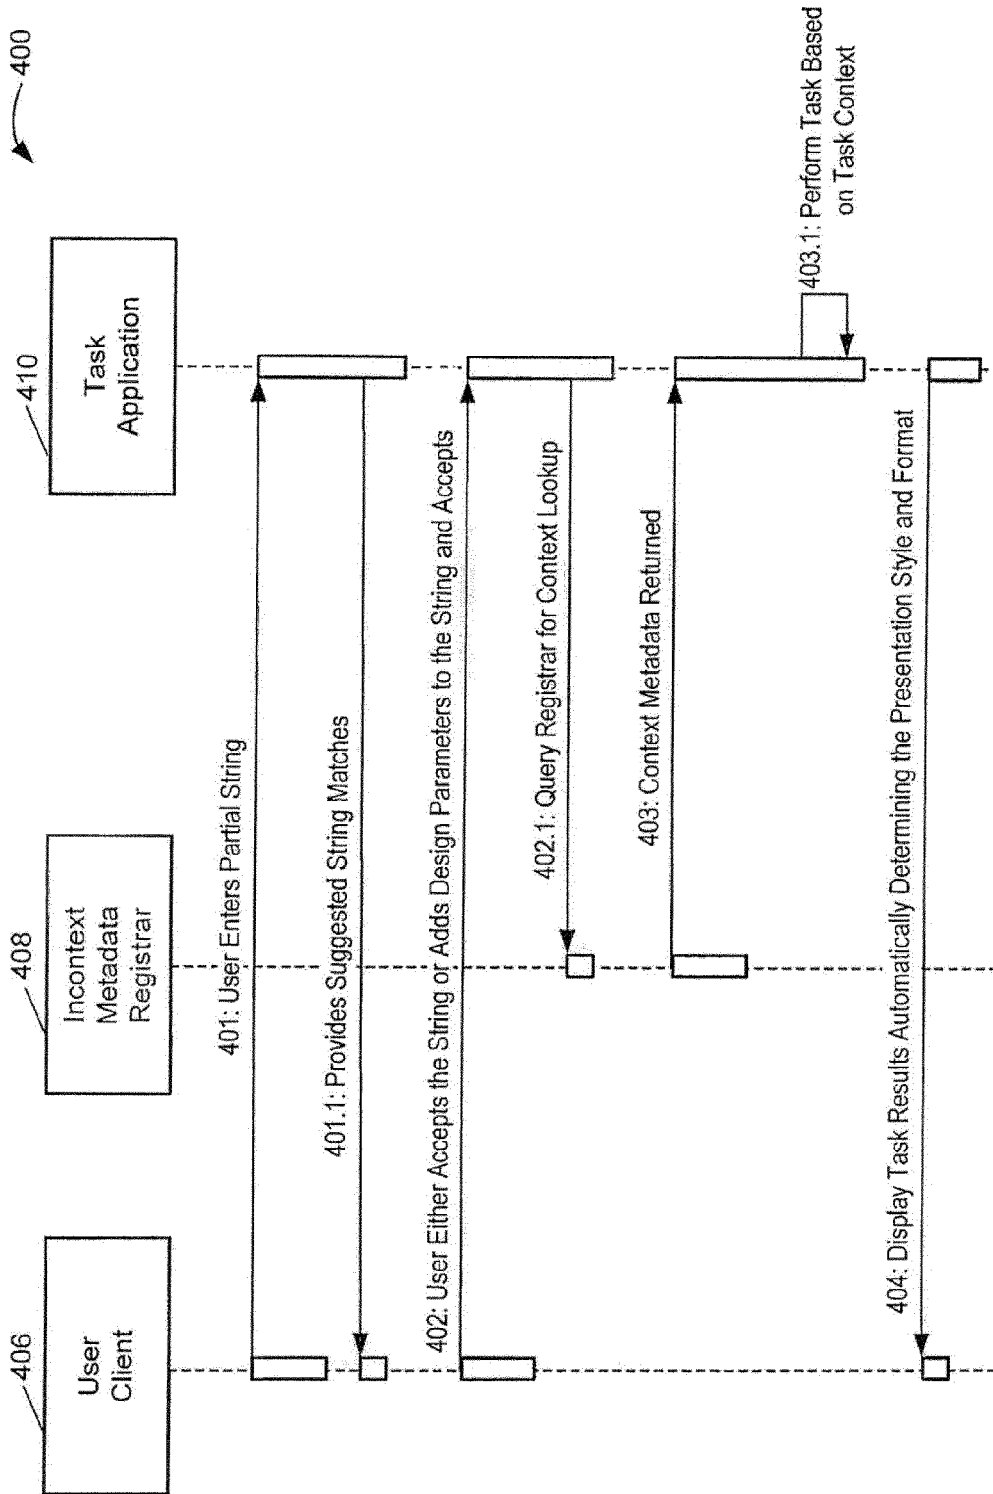 400
406
User
Client
408
Incontext
Metadata
Registrar
410
Task
Application
401: User Enters Partial String
401.1: Provides Suggested String Matches
402: User Either Accepts the String or Adds Design Parameters to the String and Accepts
402.1: Query Registrar for Context Lookup
403: Context Metadata Returned
403.1: Perform Task Based
on Task Context
404: Display Task Results Automatically Determining the Presentation Style and Format